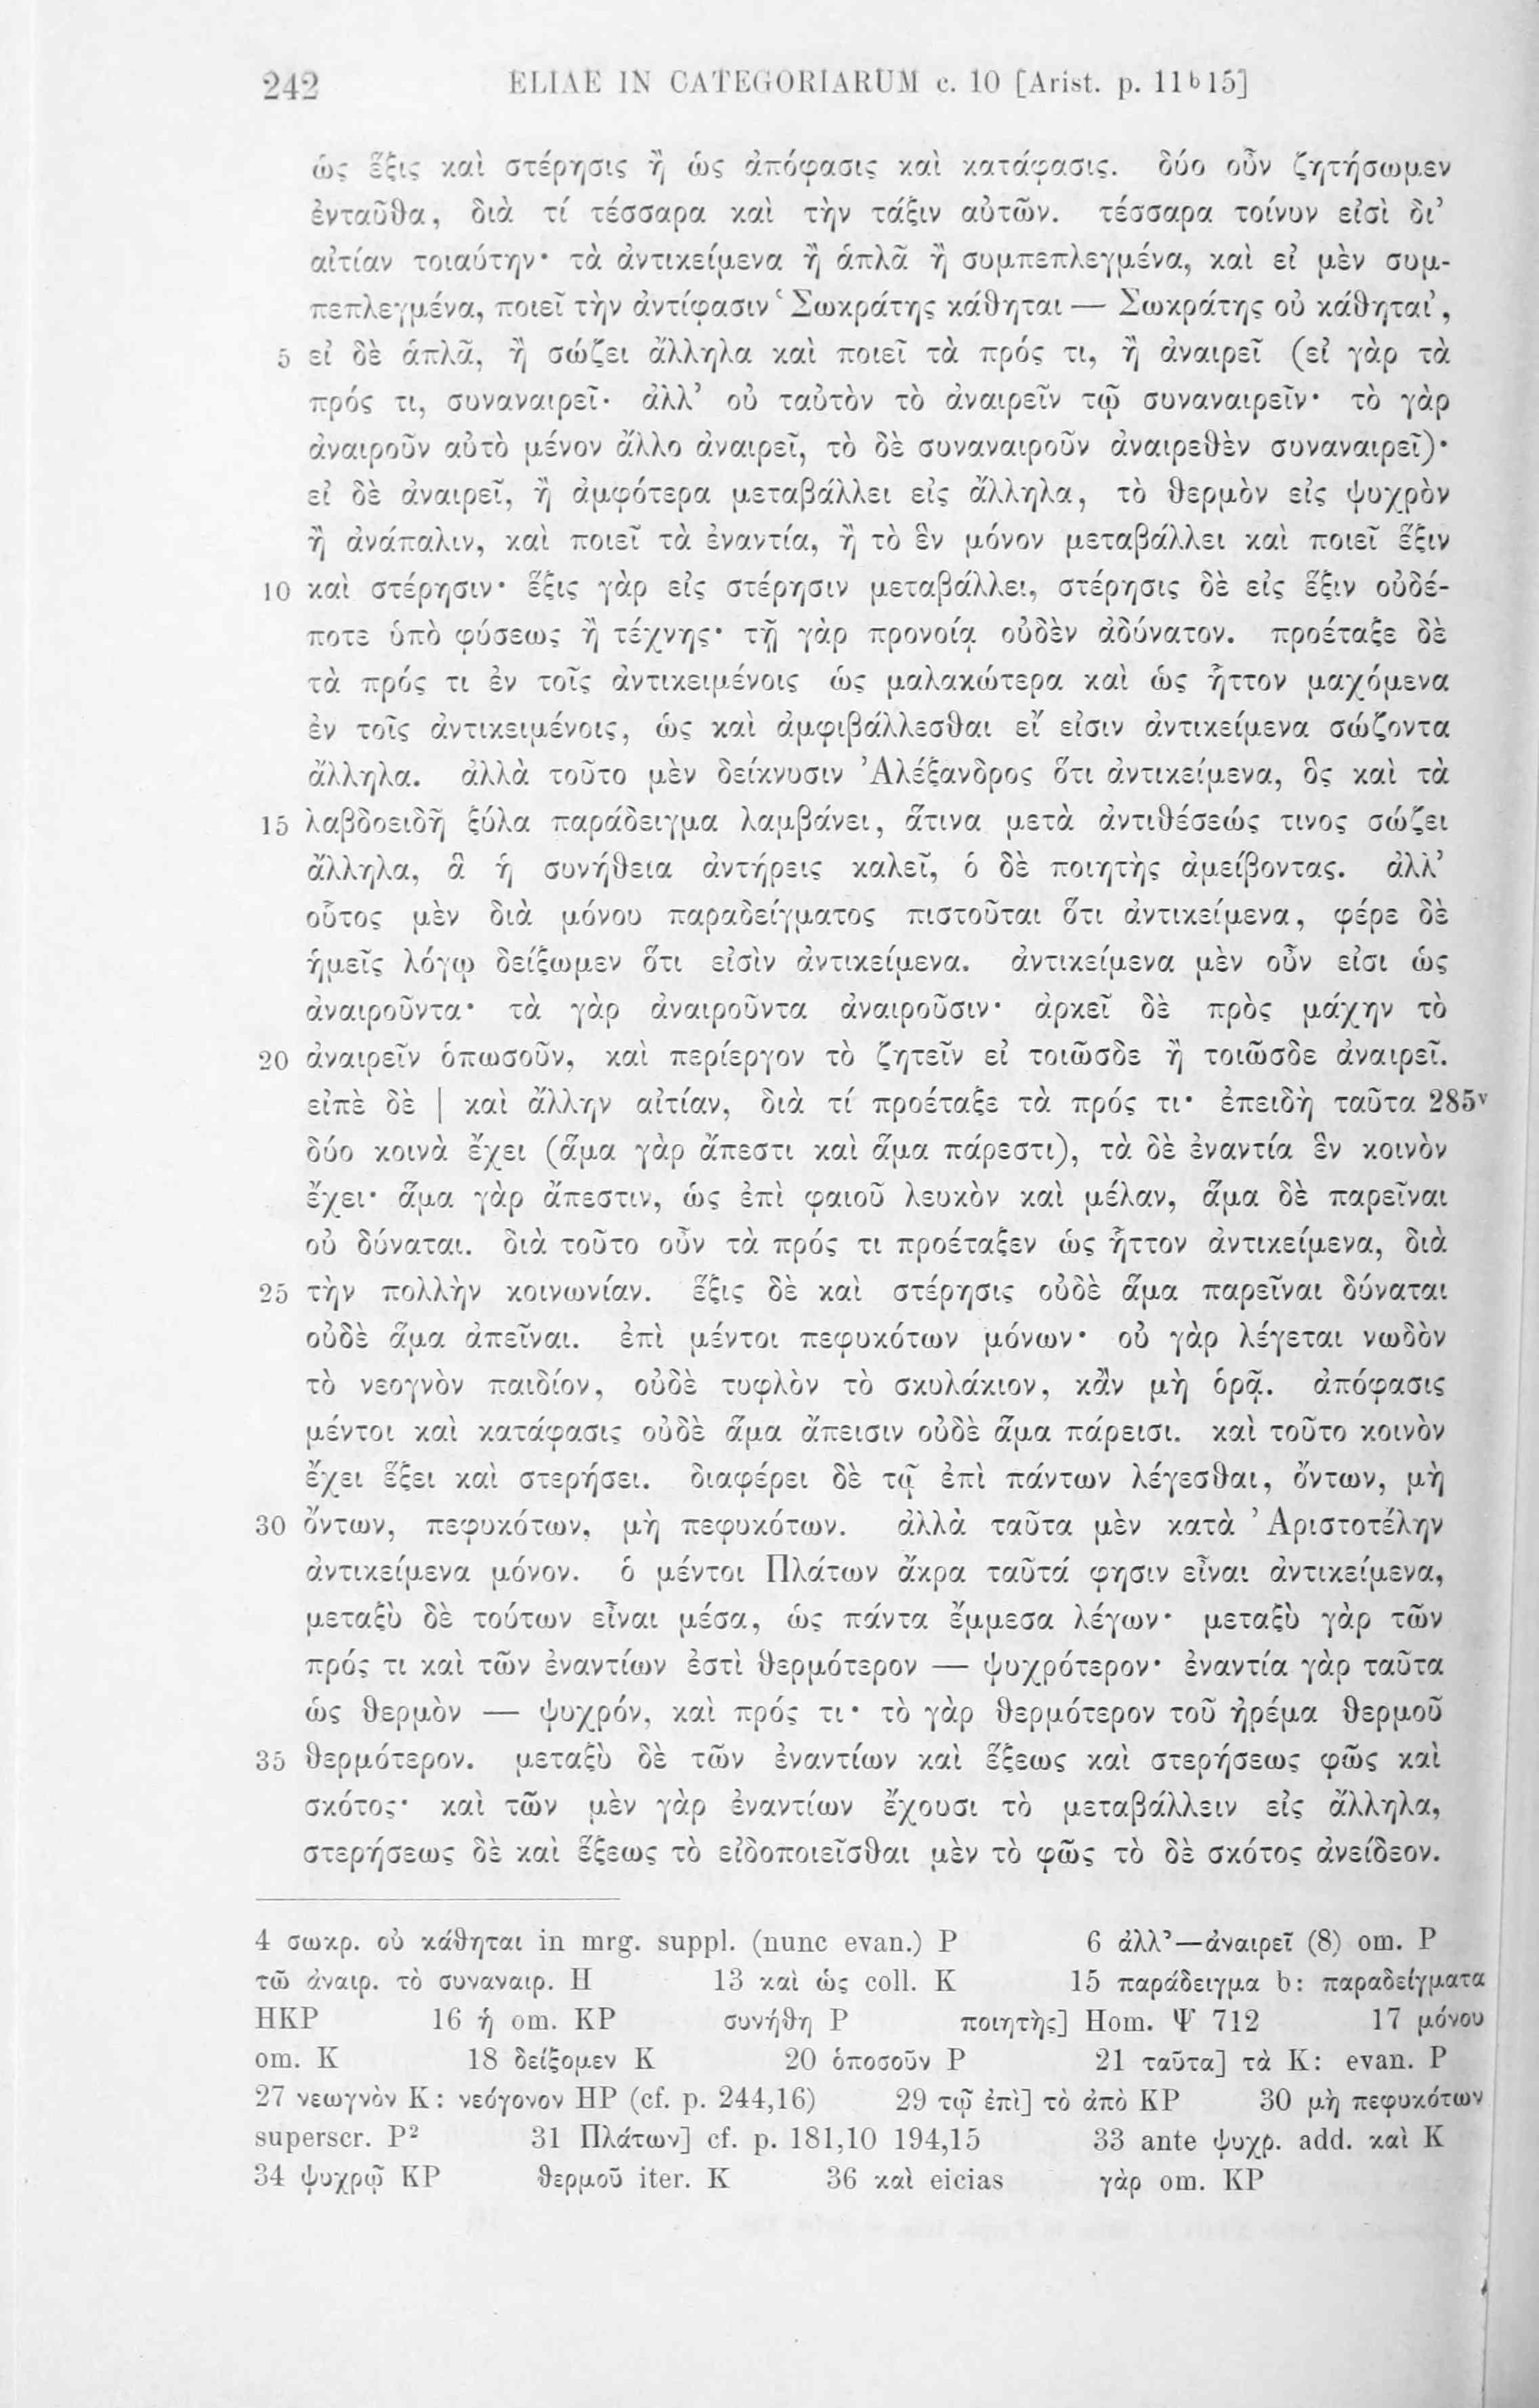 242 ELIAE IN CATEGORIARUM c. 10 [Arist. p. 11b15]
ὡς ἕξις καὶ στέρησις ἢ ὡς ἀπόφασις καὶ κατάφασις. δύο οὖν ζητήσωμεν
ἐνταῦθα, διὰ τί τέσσαρα καὶ τὴν τάξιν αὐτῶν. τέσσαρα τοίνυν εἰσὶ δι’
αἰτίαν τοιαύτην· τὰ ἀντικείμενα ἢ ἁπλᾶ ἢ συμπεπλεγμένα, καὶ εἰ μὲν συμ-
πεπλεγμένα, ποιεῖ τὴν ἀντίφασιν ‘Σωκράτης κάθηται — Σωκράτης οὐ κάθηται’,
5 εἰ δὲ ἁπλᾶ, ἢ σώζει ἄλληλα καὶ ποιεῖ τὰ πρός τι, ἢ ἀναιρεῖ (εἰ γὰρ τὰ
πρός τι, συναναιρεῖ· ἀλλ’ οὐ ταὐτὸν τὸ ἀναιρεῖν τῷ συναναιρεῖν· τὸ γὰρ
ἀναιροῦν αὐτὸ μένον ἄλλο ἀναιρεῖ, τὸ δὲ συναναιροῦν ἀναιρεθὲν συναναιρεῖ)·
εἰ δὲ ἀναιρεῖ, ἢ ἀμφότερα μεταβάλλει εἰς ἄλληλα, τὸ θερμὸν εἰς ψυχρὸν
ἢ ἀνάπαλιν, καὶ ποιεῖ τὰ ἐναντία, ἢ τὸ ἓν μόνον μεταβάλλει καὶ ποιεῖ ἕξιν
10 καὶ στέρησιν· ἕξις γὰρ εἰς στέρησιν μεταβάλλει, στέρησις δὲ εἰς ἕξιν οὐδέ-
ποτε ὑπὸ φύσεως ἢ τέχνης· τῇ γὰρ προνοίᾳ οὐδὲν ἀδύνατον. προέταξε δὲ
τὰ πρός τι ἐν τοῖς ἀντικειμένοις ὡς μαλακώτερα καὶ ὡς ἧττον μαχόμενα
ἐν τοῖς ἀντικειμένοις, ὡς καὶ ἀμφιβάλλεσθαι εἴ εἰσιν ἀντικείμενα σώζοντα
ἄλληλα. ἀλλὰ τοῦτο μὲν δείκνυσιν Ἀλέξανδρος ὅτι ἀντικείμενα, ὃς καὶ τὰ
15 λαβδοειδῆ ξύλα παράδειγμα λαμβάνει, ἅτινα μετὰ ἀντιθέσεώς τινος σώζει
ἄλληλα, ἃ ἡ συνήθεια ἀντήρεις καλεῖ, ὁ δὲ ποιητὴς ἀμείβοντας. ἀλλ’
οὗτος μὲν διὰ μόνου παραδείγματος πιστοῦται ὅτι ἀντικείμενα, φέρε δὲ
ἡμεῖς λόγῳ δείξωμεν ὅτι εἰσὶν ἀντικείμενα. ἀντικείμενα μὲν οὖν εἰσι ὡς
ἀναιροῦντα· τὰ γὰρ ἀναιροῦντα ἀναιροῦσιν· ἀρκεῖ δὲ πρὸς μάχην τὸ
20 ἀναιρεῖν ὁπωσοῦν, καὶ περίεργον τὸ ζητεῖν εἰ τοιῶσδε ἢ τοιῶσδε ἀναιρεῖ.
εἰπὲ δὲ | καὶ ἄλλην αἰτίαν, διὰ τί προέταξε τὰ πρός τι· ἐπειδὴ ταῦτα 285v
δύο κοινὰ ἔχει (ἅμα γὰρ ἄπεστι καὶ ἅμα πάρεστι), τὰ δὲ ἐναντία ἓν κοινὸν
ἔχει· ἅμα γὰρ ἄπεστιν, ὡς ἐπὶ φαιοῦ λευκὸν καὶ μέλαν, ἅμα δὲ παρεῖναι
οὐ δύναται. διὰ τοῦτο οὖν τὰ πρός τι προέταξεν ὡς ἧττον ἀντικείμενα, διὰ
25 τὴν πολλὴν κοινωνίαν. ἕξις δὲ καὶ στέρησις οὐδὲ ἅμα παρεῖναι δύναται
οὐδὲ ἅμα ἀπεῖναι. ἐπὶ μέντοι πεφυκότων μόνων· οὐ γὰρ λέγεται νωδὸν
τὸ νεογνὸν παιδίον, οὐδὲ τυφλὸν τὸ σκυλάκιον, κἂν μὴ ὁρᾷ. ἀπόφασις
μέντοι καὶ κατάφασις οὐδὲ ἅμα ἄπεισιν οὐδὲ ἅμα πάρεισι. καὶ τοῦτο κοινὸν
ἔχει ἕξει καὶ στερήσει. διαφέρει δὲ τῷ ἐπὶ πάντων λέγεσθαι, ὄντων, μὴ
30 ὄντων, πεφυκότων, μὴ πεφυκότων. ἀλλὰ ταῦτα μὲν κατὰ Ἀριστοτέλην
ἀντικείμενα μόνον. ὁ μέντοι Πλάτων ἄκρα ταῦτά φησιν εἶναι ἀντικείμενα,
μεταξὺ δὲ τούτων εἶναι μέσα, ὡς πάντα ἔμμεσα λέγων· μεταξὺ γὰρ τῶν
πρός τι καὶ τῶν ἐναντίων ἐστὶ θερμότερον — ψυχρότερον· ἐναντία γὰρ ταῦτα
ὡς θερμὸν — ψυχρόν, καὶ πρός τι· τὸ γὰρ θερμότερον τοῦ ἠρέμα θερμοῦ
35 θερμότερον. μεταξὺ δὲ τῶν ἐναντίων καὶ ἕξεως καὶ στερήσεως φῶς καὶ
σκότος· καὶ τῶν μὲν γὰρ ἐναντίων ἔχουσι τὸ μεταβάλλειν εἰς ἄλληλα,
στερήσεως δὲ καὶ ἕξεως τὸ εἰδοποιεῖσθαι μὲν τὸ φῶς τὸ δὲ σκότος ἀνείδεον.
4 σωκρ. οὐ κάθηται in mrg. suppl. (nunc evan.) P 6 ἀλλ’—ἀναιρεῖ (8) om. P
τῶ ἀναιρ. τὸ συναναιρ. H 13 καὶ ὡς coll. K 15 παράδειγμα b: παραδείγματα
HKP 16 ἡ om. KP συνήθη P ποιητὴς] Hom. Ψ 712 17 μόνου
om. K 18 δείξομεν K 20 ὁποσοῦν P 21 ταῦτα] τὰ K: evan. P
27 νεωγνὸν K: νεόγονον HP (cf. p. 244,16) 29 τῷ ἐπὶ] τὸ ἀπὸ KP 30 μὴ πεφυκότων
superscr. P² 31 Πλάτων] cf. p. 181,10 194,15 33 ante ψυχρ. add. καὶ K
34 ψυχρῷ KP θερμοῦ iter. K 36 καὶ eicias γὰρ om. KP